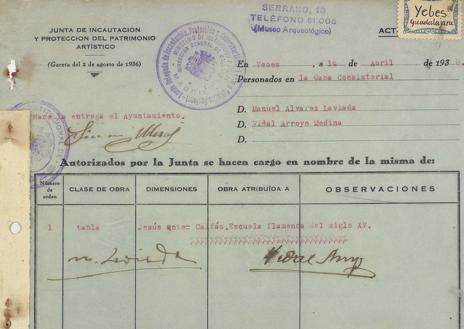 SERRANO, 13
TELÉFONO 61005
(Museo Arqueológico)
Yebes
Guadalajara
ACT
JUNTA DE INCAUTACION
Y PROTECCION DEL PATRIMONIO
ARTÍSTICO
(Gaceta del 2 de agosto de 1936)
En Yebes, a 14 de Abril de 193
Personados en la Casa Consistorial
Hace la entrega el Ayuntamiento.
D. Manuel Alvarez Laviada
D. Vidal Arroyo Medina
D.
Autorizados por la Junta se hacen cargo en nombre de la misma de:
Número de orden
CLASE DE OBRA
DIMENSIONES
OBRA ATRIBUÍDA A
OBSERVACIONES
1 tabla Jesús ante Caifás. Escuela flamenca del siglo XV.